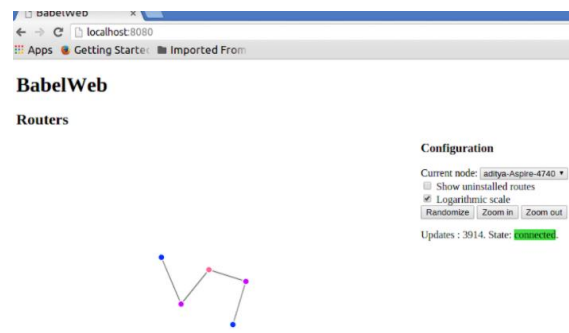 BabelWeb
localhost:8080
Apps Getting Started Imported From
BabelWeb
Routers
Configuration
Current node: aditya-Aspire-4740
Show uninstalled routes
Logarithmic scale
Randomize Zoom in Zoom out
Updates : 3914. State: connected.